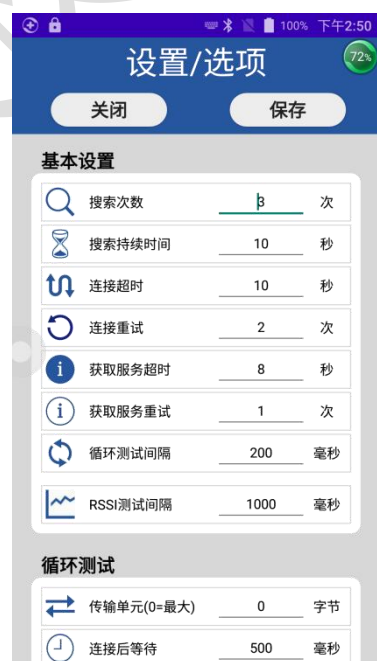 100% 下午2:50
设置/选项
72%
关闭 保存
基本设置
搜索次数 3 次
搜索持续时间 10 秒
连接超时 10 秒
连接重试 2 次
i 获取服务超时 8 秒
i 获取服务重试 1 次
循环测试间隔 200 毫秒
RSSI测试间隔 1000 毫秒
循环测试
传输单元(0=最大) 0 字节
连接后等待 500 毫秒